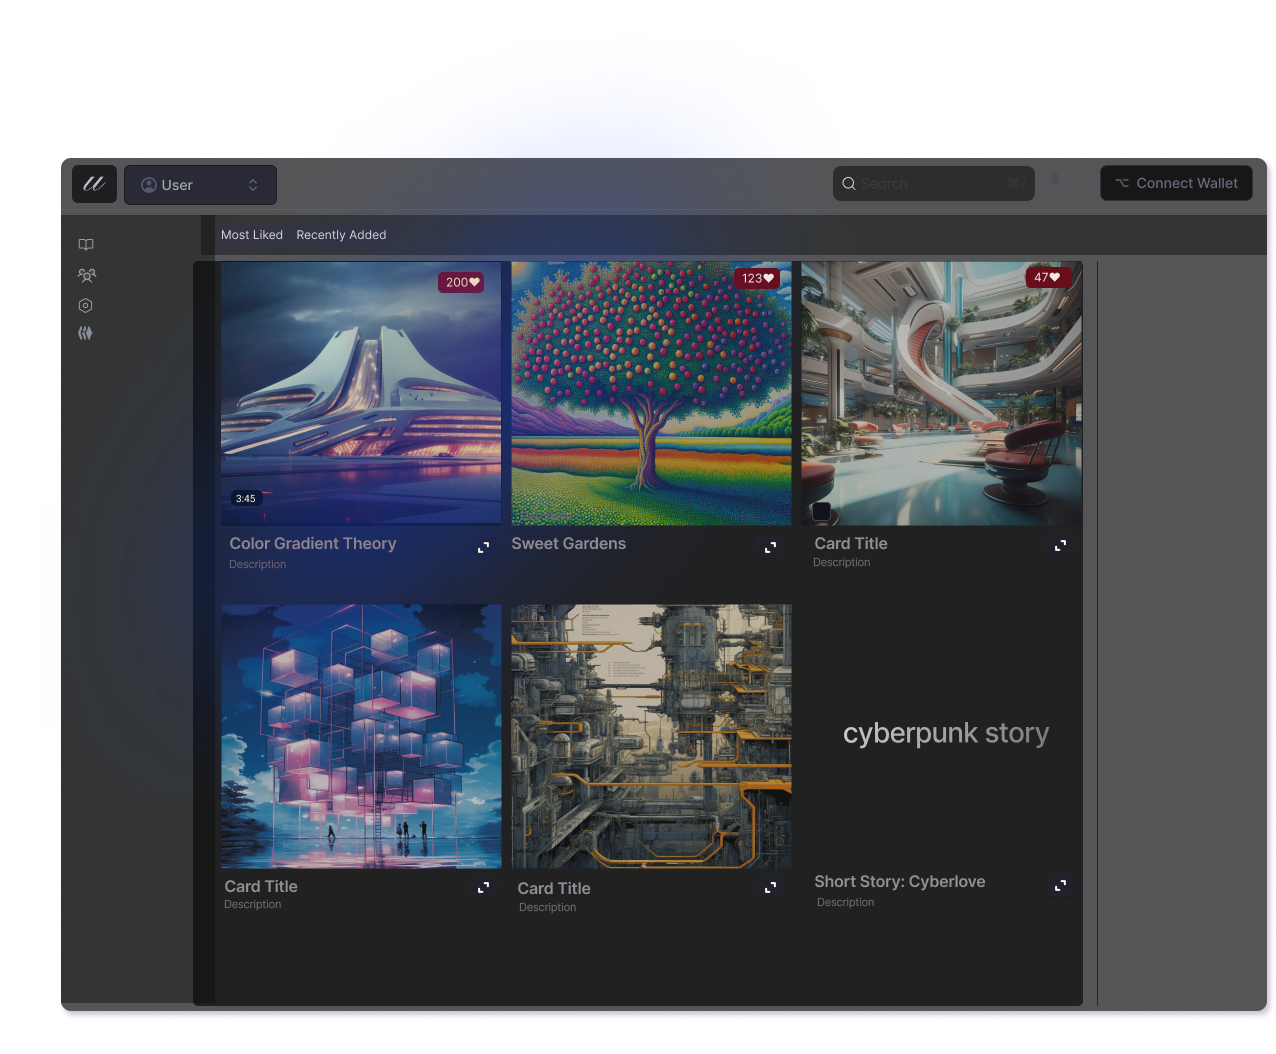 U
User
Search
⌘/
Connect Wallet
Most Liked
Recently Added
200♥
123♥
47♥
3:45
Color Gradient Theory
Description
Sweet Gardens
Card Title
Description
cyberpunk story
Card Title
Description
Card Title
Description
Short Story: Cyberlove
Description